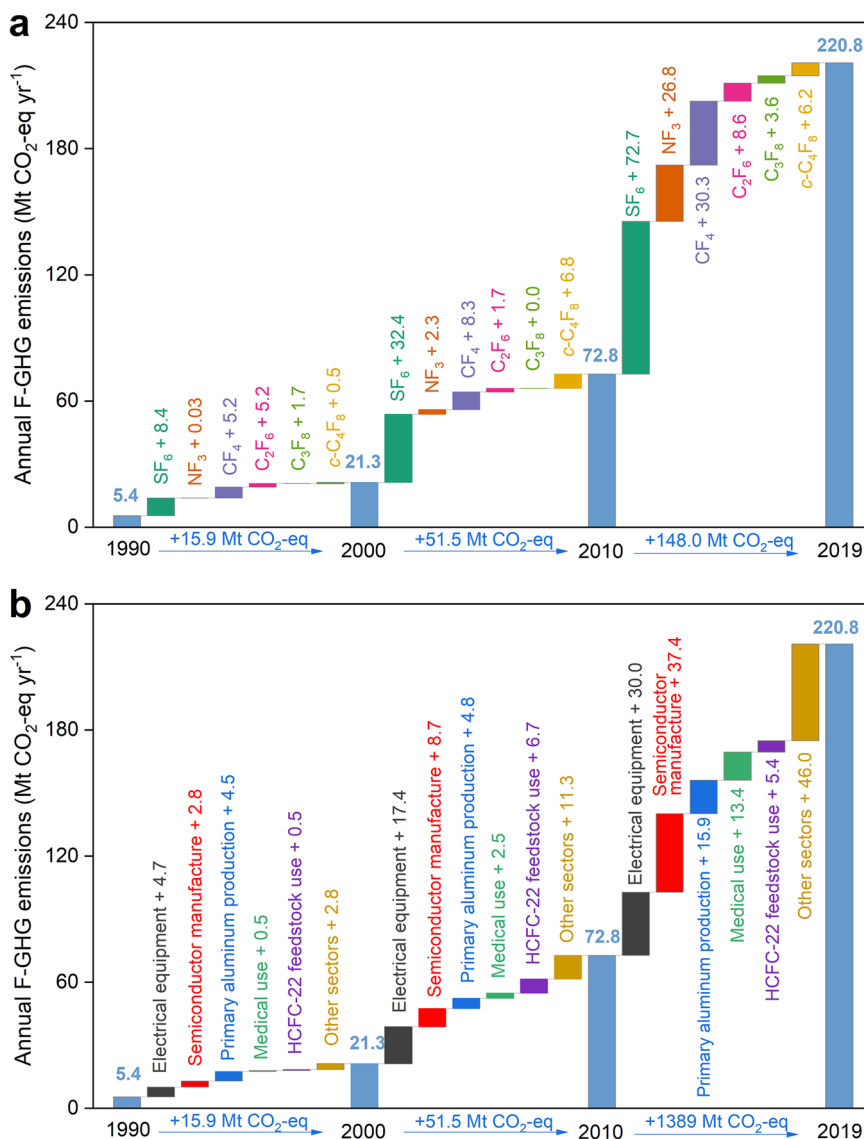 a
Annual F-GHG emissions (Mt CO₂-eq yr⁻¹)
240
180
120
60
0
5.4
SF₆ + 8.4
NF₃ + 0.03
CF₄ + 5.2
C₂F₆ + 5.2
C₃F₈ + 1.7
c-C₄F₈ + 0.5
21.3
SF₆ + 32.4
NF₃ + 2.3
CF₄ + 8.3
C₂F₆ + 1.7
C₃F₈ + 0.0
c-C₄F₈ + 6.8
72.8
SF₆ + 72.7
NF₃ + 26.8
CF₄ + 30.3
C₂F₆ + 8.6
C₃F₈ + 3.6
c-C₄F₈ + 6.2
220.8
1990
+15.9 Mt CO₂-eq
2000
+51.5 Mt CO₂-eq
2010
+148.0 Mt CO₂-eq
2019
b
Annual F-GHG emissions (Mt CO₂-eq yr⁻¹)
240
180
120
60
0
5.4
Electrical equipment + 4.7
Semiconductor manufacture + 2.8
Primary aluminum production + 4.5
Medical use + 0.5
HCFC-22 feedstock use + 0.5
Other sectors + 2.8
21.3
Electrical equipment + 17.4
Semiconductor manufacture + 8.7
Primary aluminum production + 4.8
Medical use + 2.5
HCFC-22 feedstock use + 6.7
Other sectors + 11.3
72.8
Electrical equipment + 30.0
Semiconductor
manufacture + 37.4
Primary aluminum production + 15.9
Medical use + 13.4
HCFC-22 feedstock use + 5.4
Other sectors + 46.0
220.8
1990
+15.9 Mt CO₂-eq
2000
+51.5 Mt CO₂-eq
2010
+1389 Mt CO₂-eq
2019